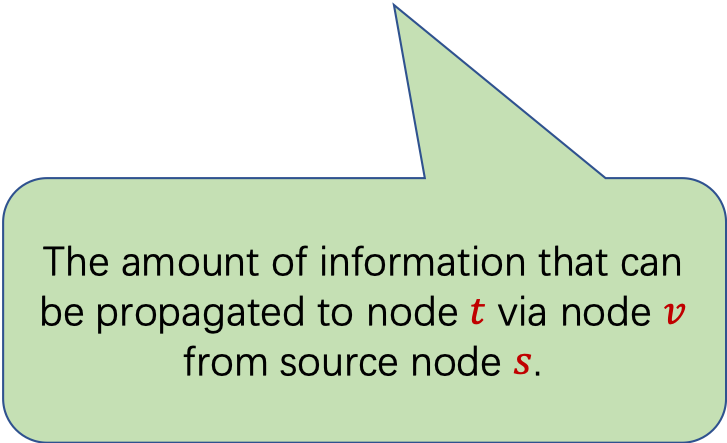 The amount of information that can
be propagated to node t via node v
from source node s.